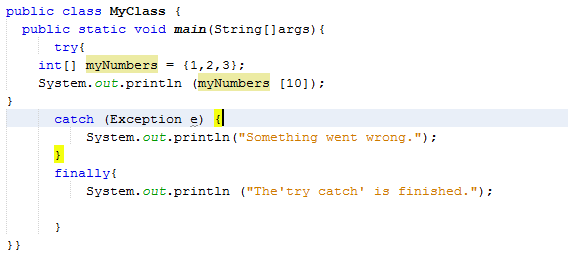 public class MyClass {
public static void main(String[]args){
try{
int[] myNumbers = {1,2,3};
System.out.println (myNumbers [10]);
}
catch (Exception e) {
System.out.println("Something went wrong.");
}
finally{
System.out.println ("The'try catch' is finished.");
}
}}